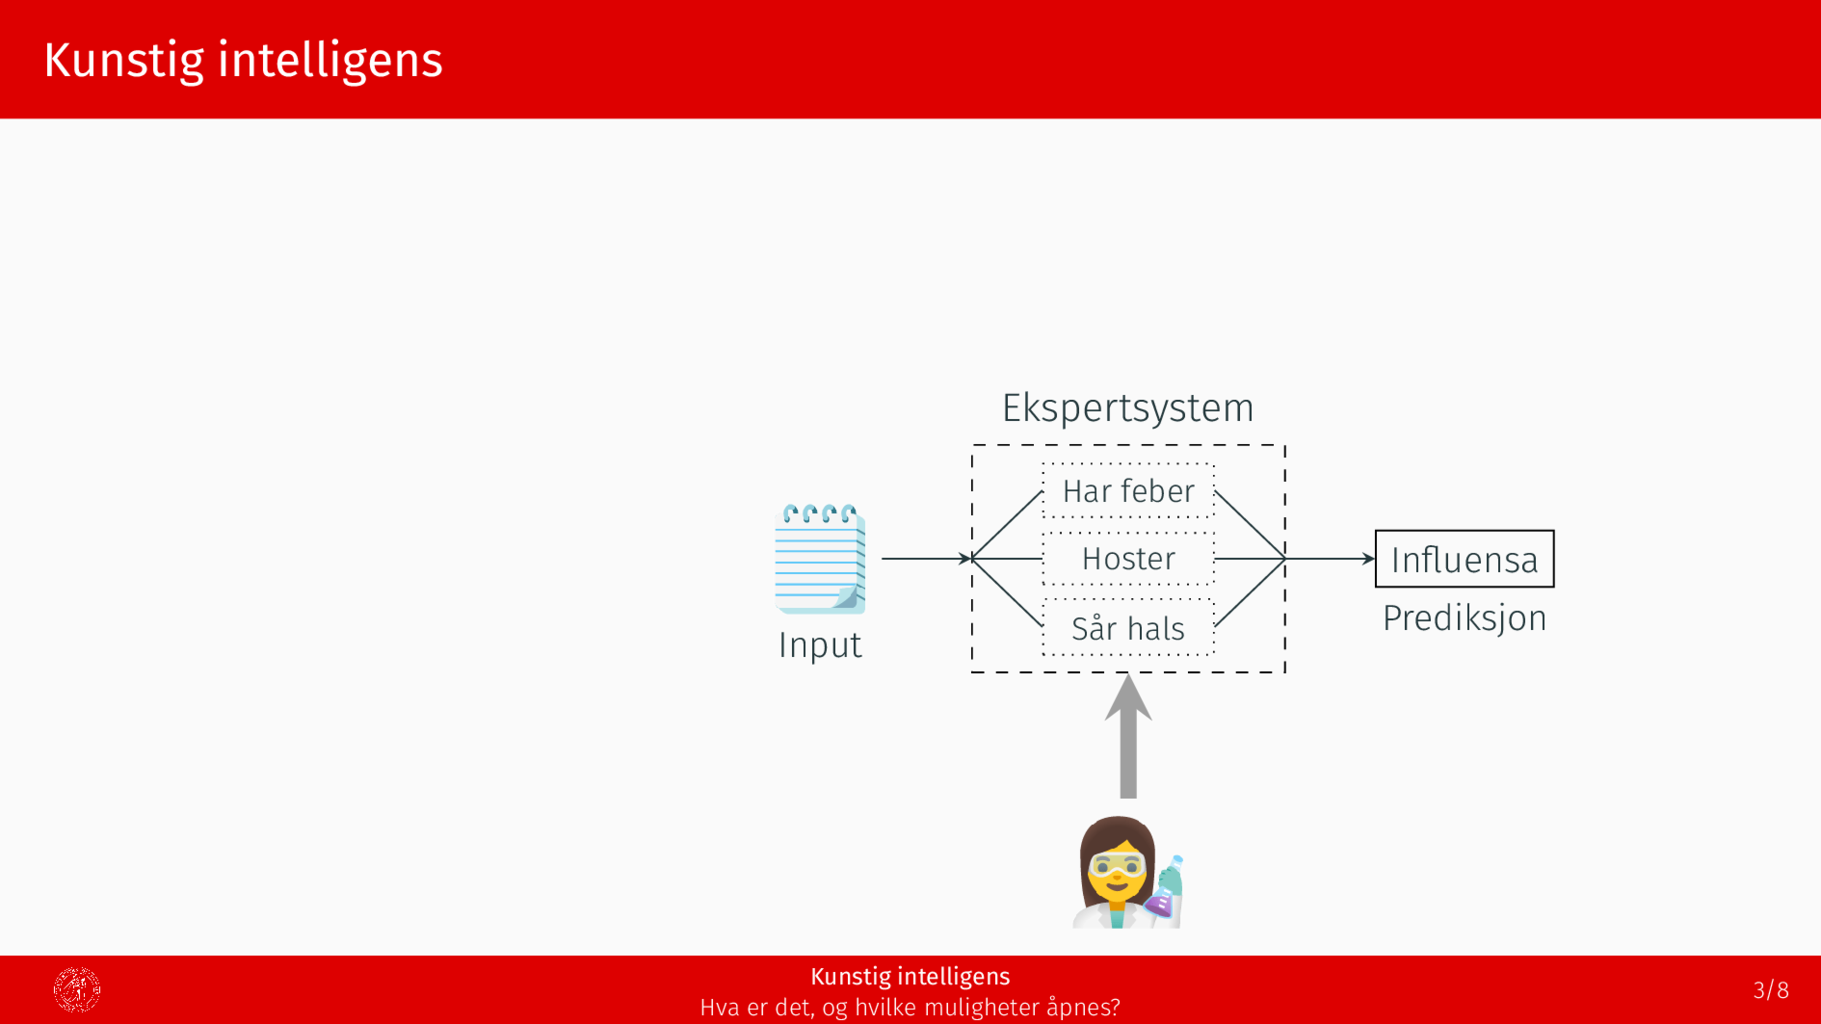 Kunstig intelligens
Ekspertsystem
Har feber
Hoster
Sår hals
Input
Influensa
Prediksjon
Kunstig intelligens
Hva er det, og hvilke muligheter åpnes?
3/8